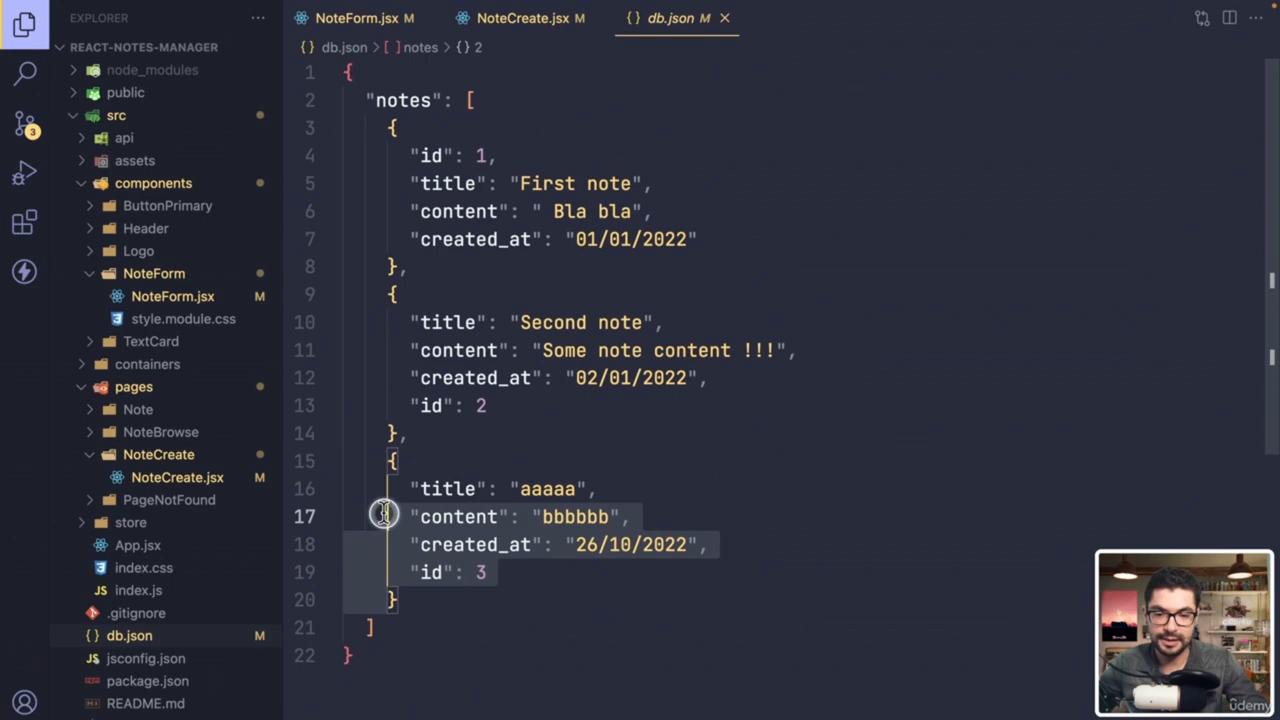 EXPLORER
REACT-NOTES-MANAGER
node_modules
public
src
api
assets
components
ButtonPrimary
Header
Logo
NoteForm
NoteForm.jsx M
style.module.css
TextCard
containers
pages
Note
NoteBrowse
NoteCreate
NoteCreate.jsx M
PageNotFound
store
App.jsx
index.css
JS index.js
.gitignore
{} db.json M
JS jsconfig.json
package.json
README.md
3
NoteForm.jsx M NoteCreate.jsx M {} db.json M
{} db.json > [ ] notes > {} 2
1 {
2 "notes": [
3 {
4 "id": 1,
5 "title": "First note",
6 "content": " Bla bla",
7 "created_at": "01/01/2022"
8 },
9 {
10 "title": "Second note",
11 "content": "Some note content !!!",
12 "created_at": "02/01/2022",
13 "id": 2
14 },
15 {
16 "title": "aaaaa",
17 "content": "bbbbbb",
18 "created_at": "26/10/2022",
19 "id": 3
20 }
21 ]
22 }
udemy